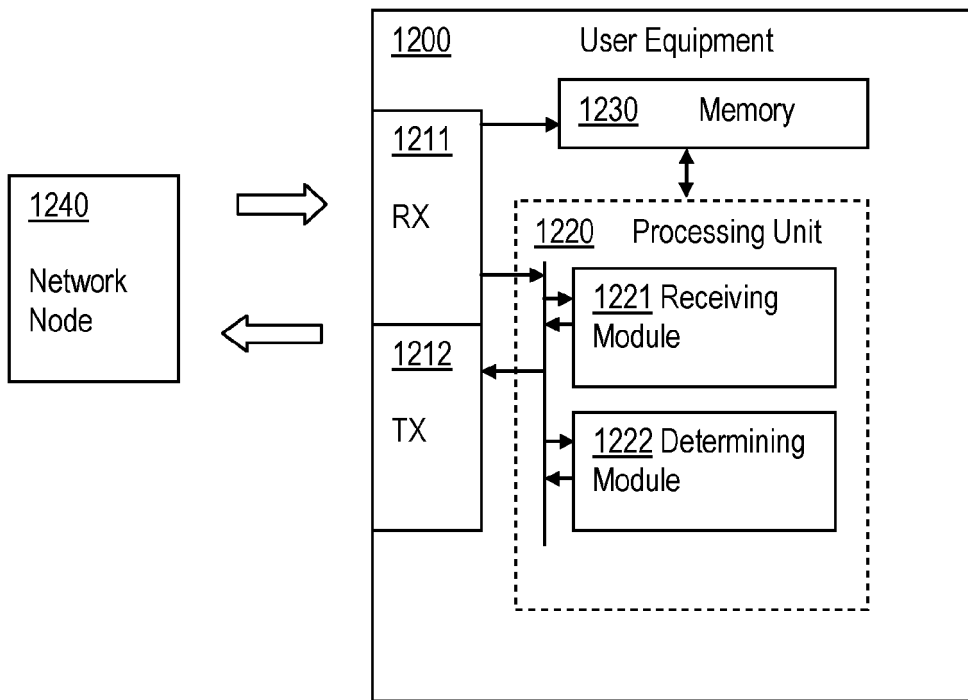 1200 User Equipment
1230 Memory
1211
RX
1240
Network
Node
1220 Processing Unit
1221 Receiving
Module
1212
TX
1222 Determining
Module